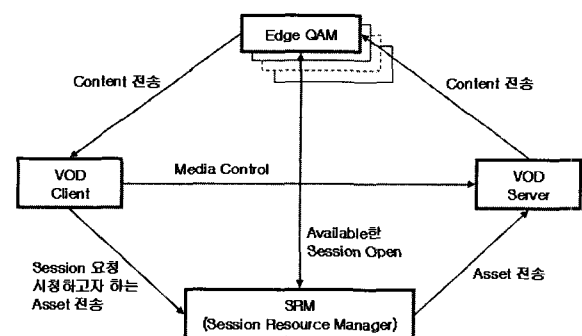 Edge QAM
Content 전송
Content 전송
VOD
Client
Media Control
VOD
Server
Available한
Session Open
Session 요청
시청하고자 하는
Asset 전송
Asset 전송
SRM
(Session Resource Manager)